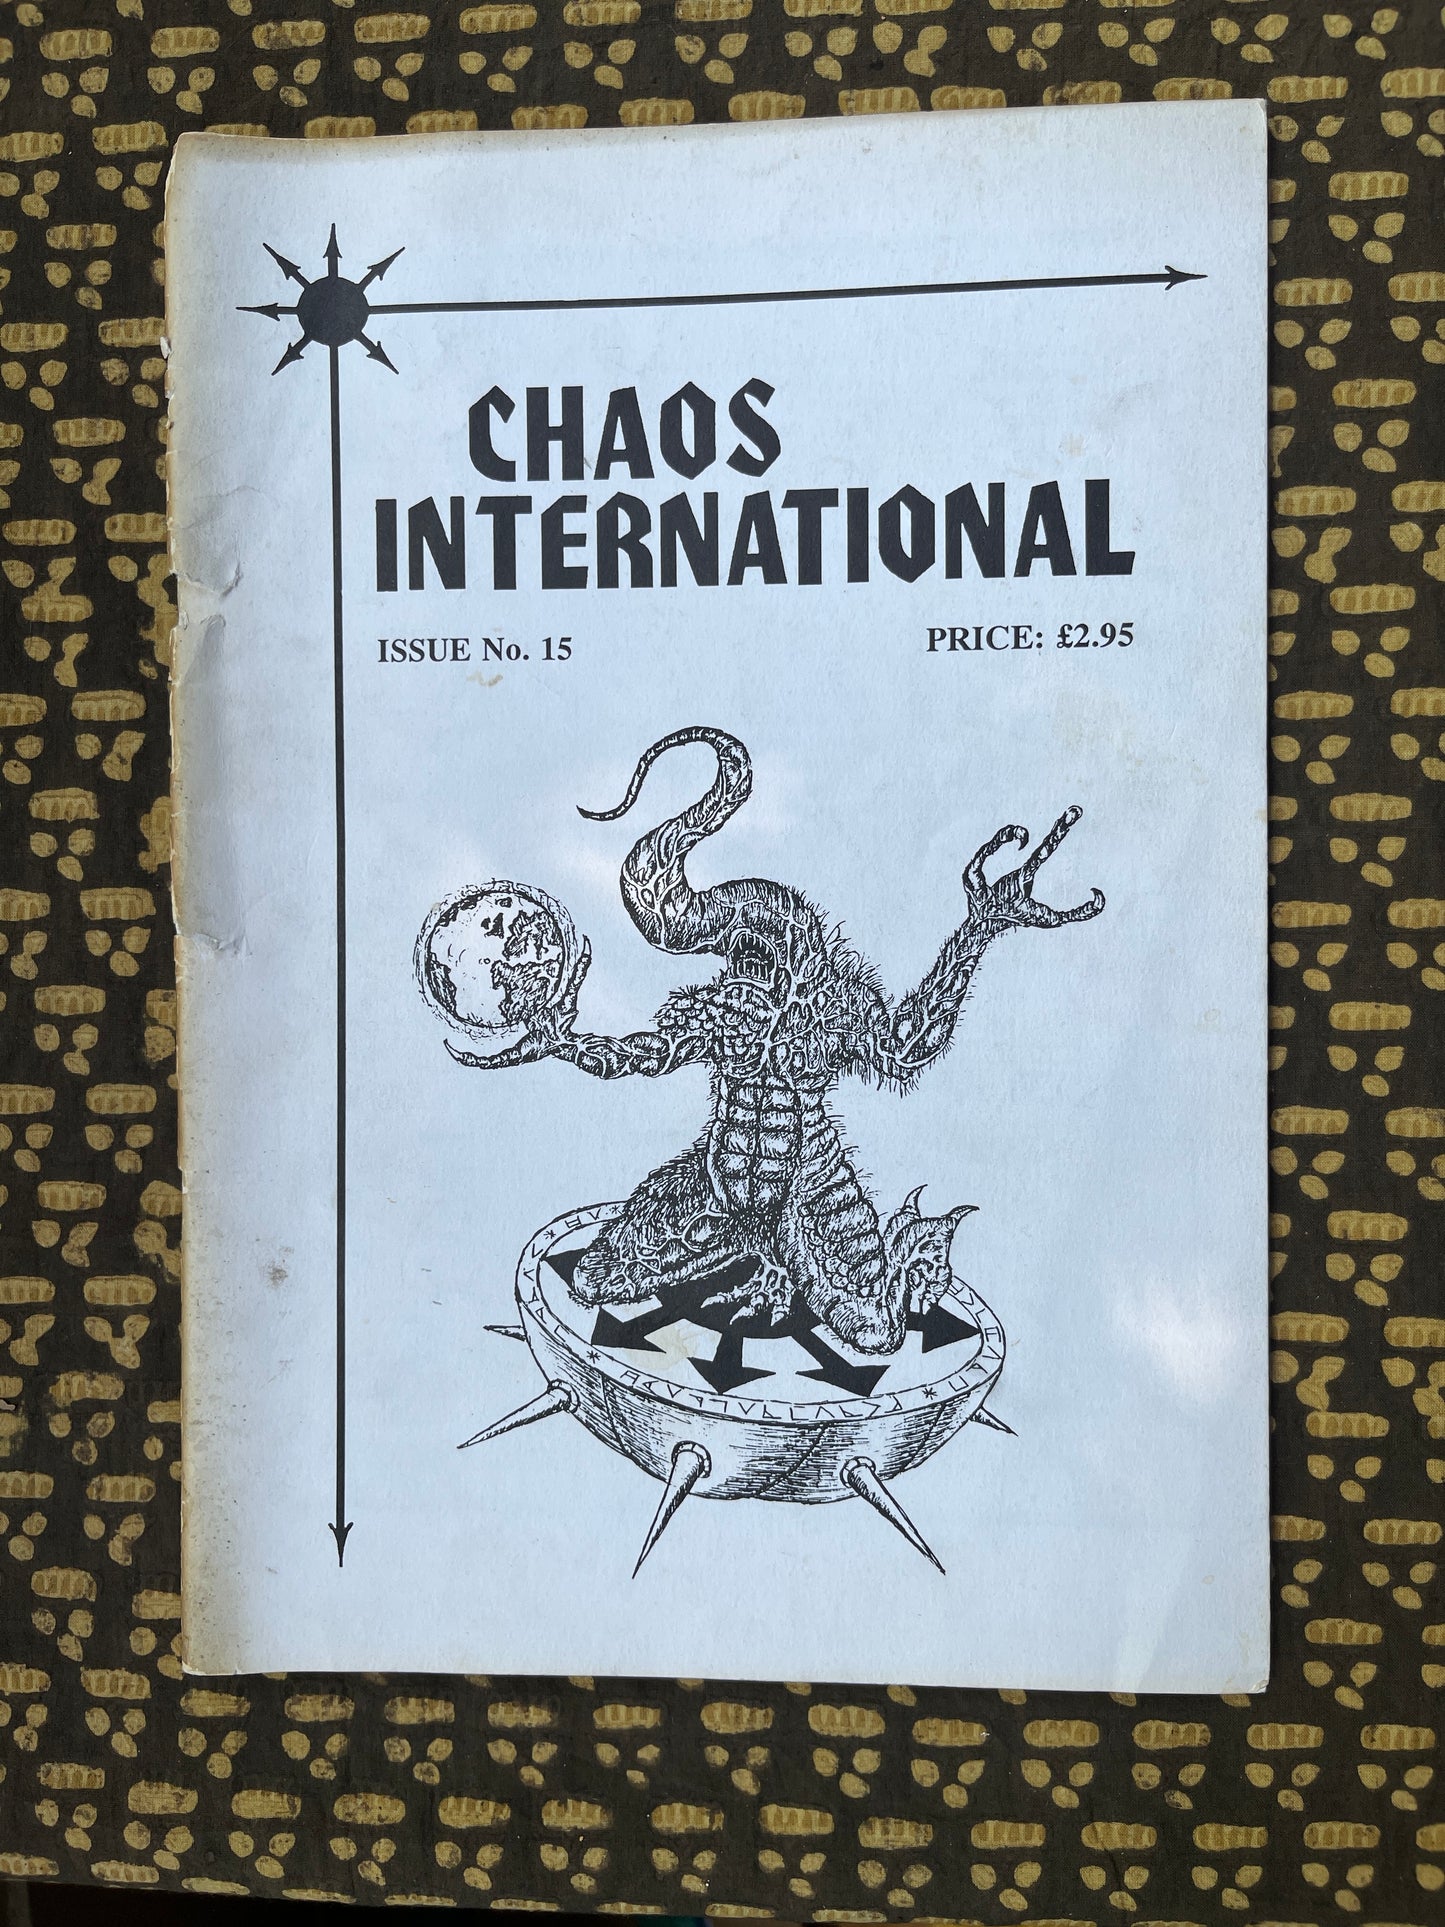 CHAOS
INTERNATIONAL
ISSUE No. 15
PRICE: £2.95